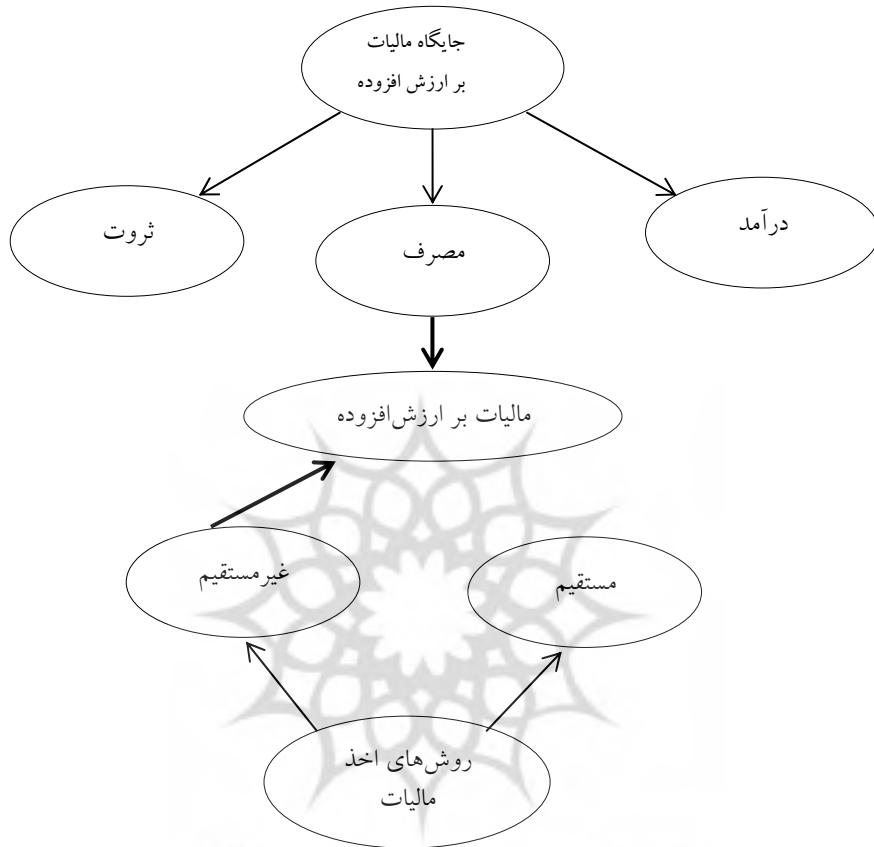 جایگاه مالیات
بر ارزش افزوده
درآمد
مصرف
ثروت
مالیات بر ارزش‌افزوده
مستقیم
غیرمستقیم
روش‌های اخذ
مالیات